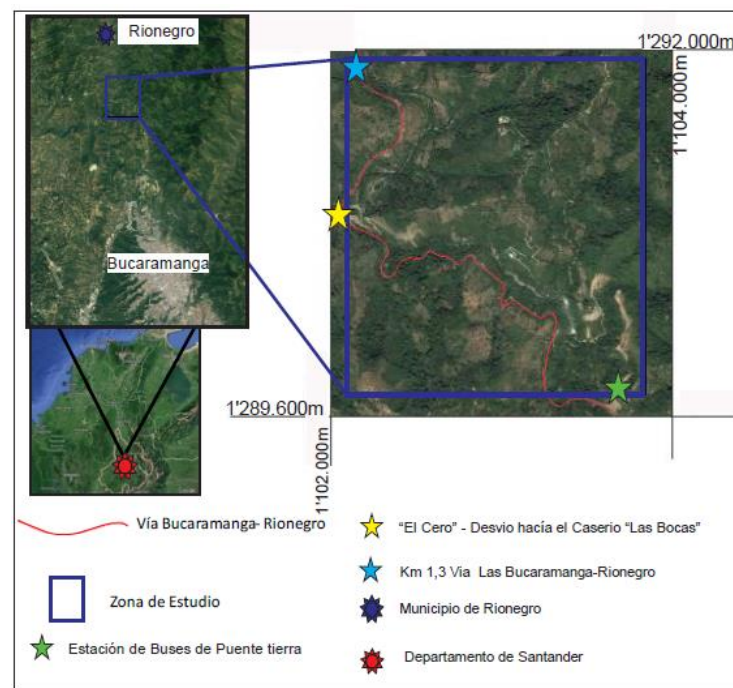 Rionegro
Bucaramanga
1'292.000m
1'104.000m
1'289.600m
1'102.000m
Vía Bucaramanga- Rionegro
Zona de Estudio
Estación de Buses de Puente tierra
"El Cero" - Desvio hacía el Caserio "Las Bocas"
Km 1,3 Via Las Bucaramanga-Rionegro
Municipio de Rionegro
Departamento de Santander